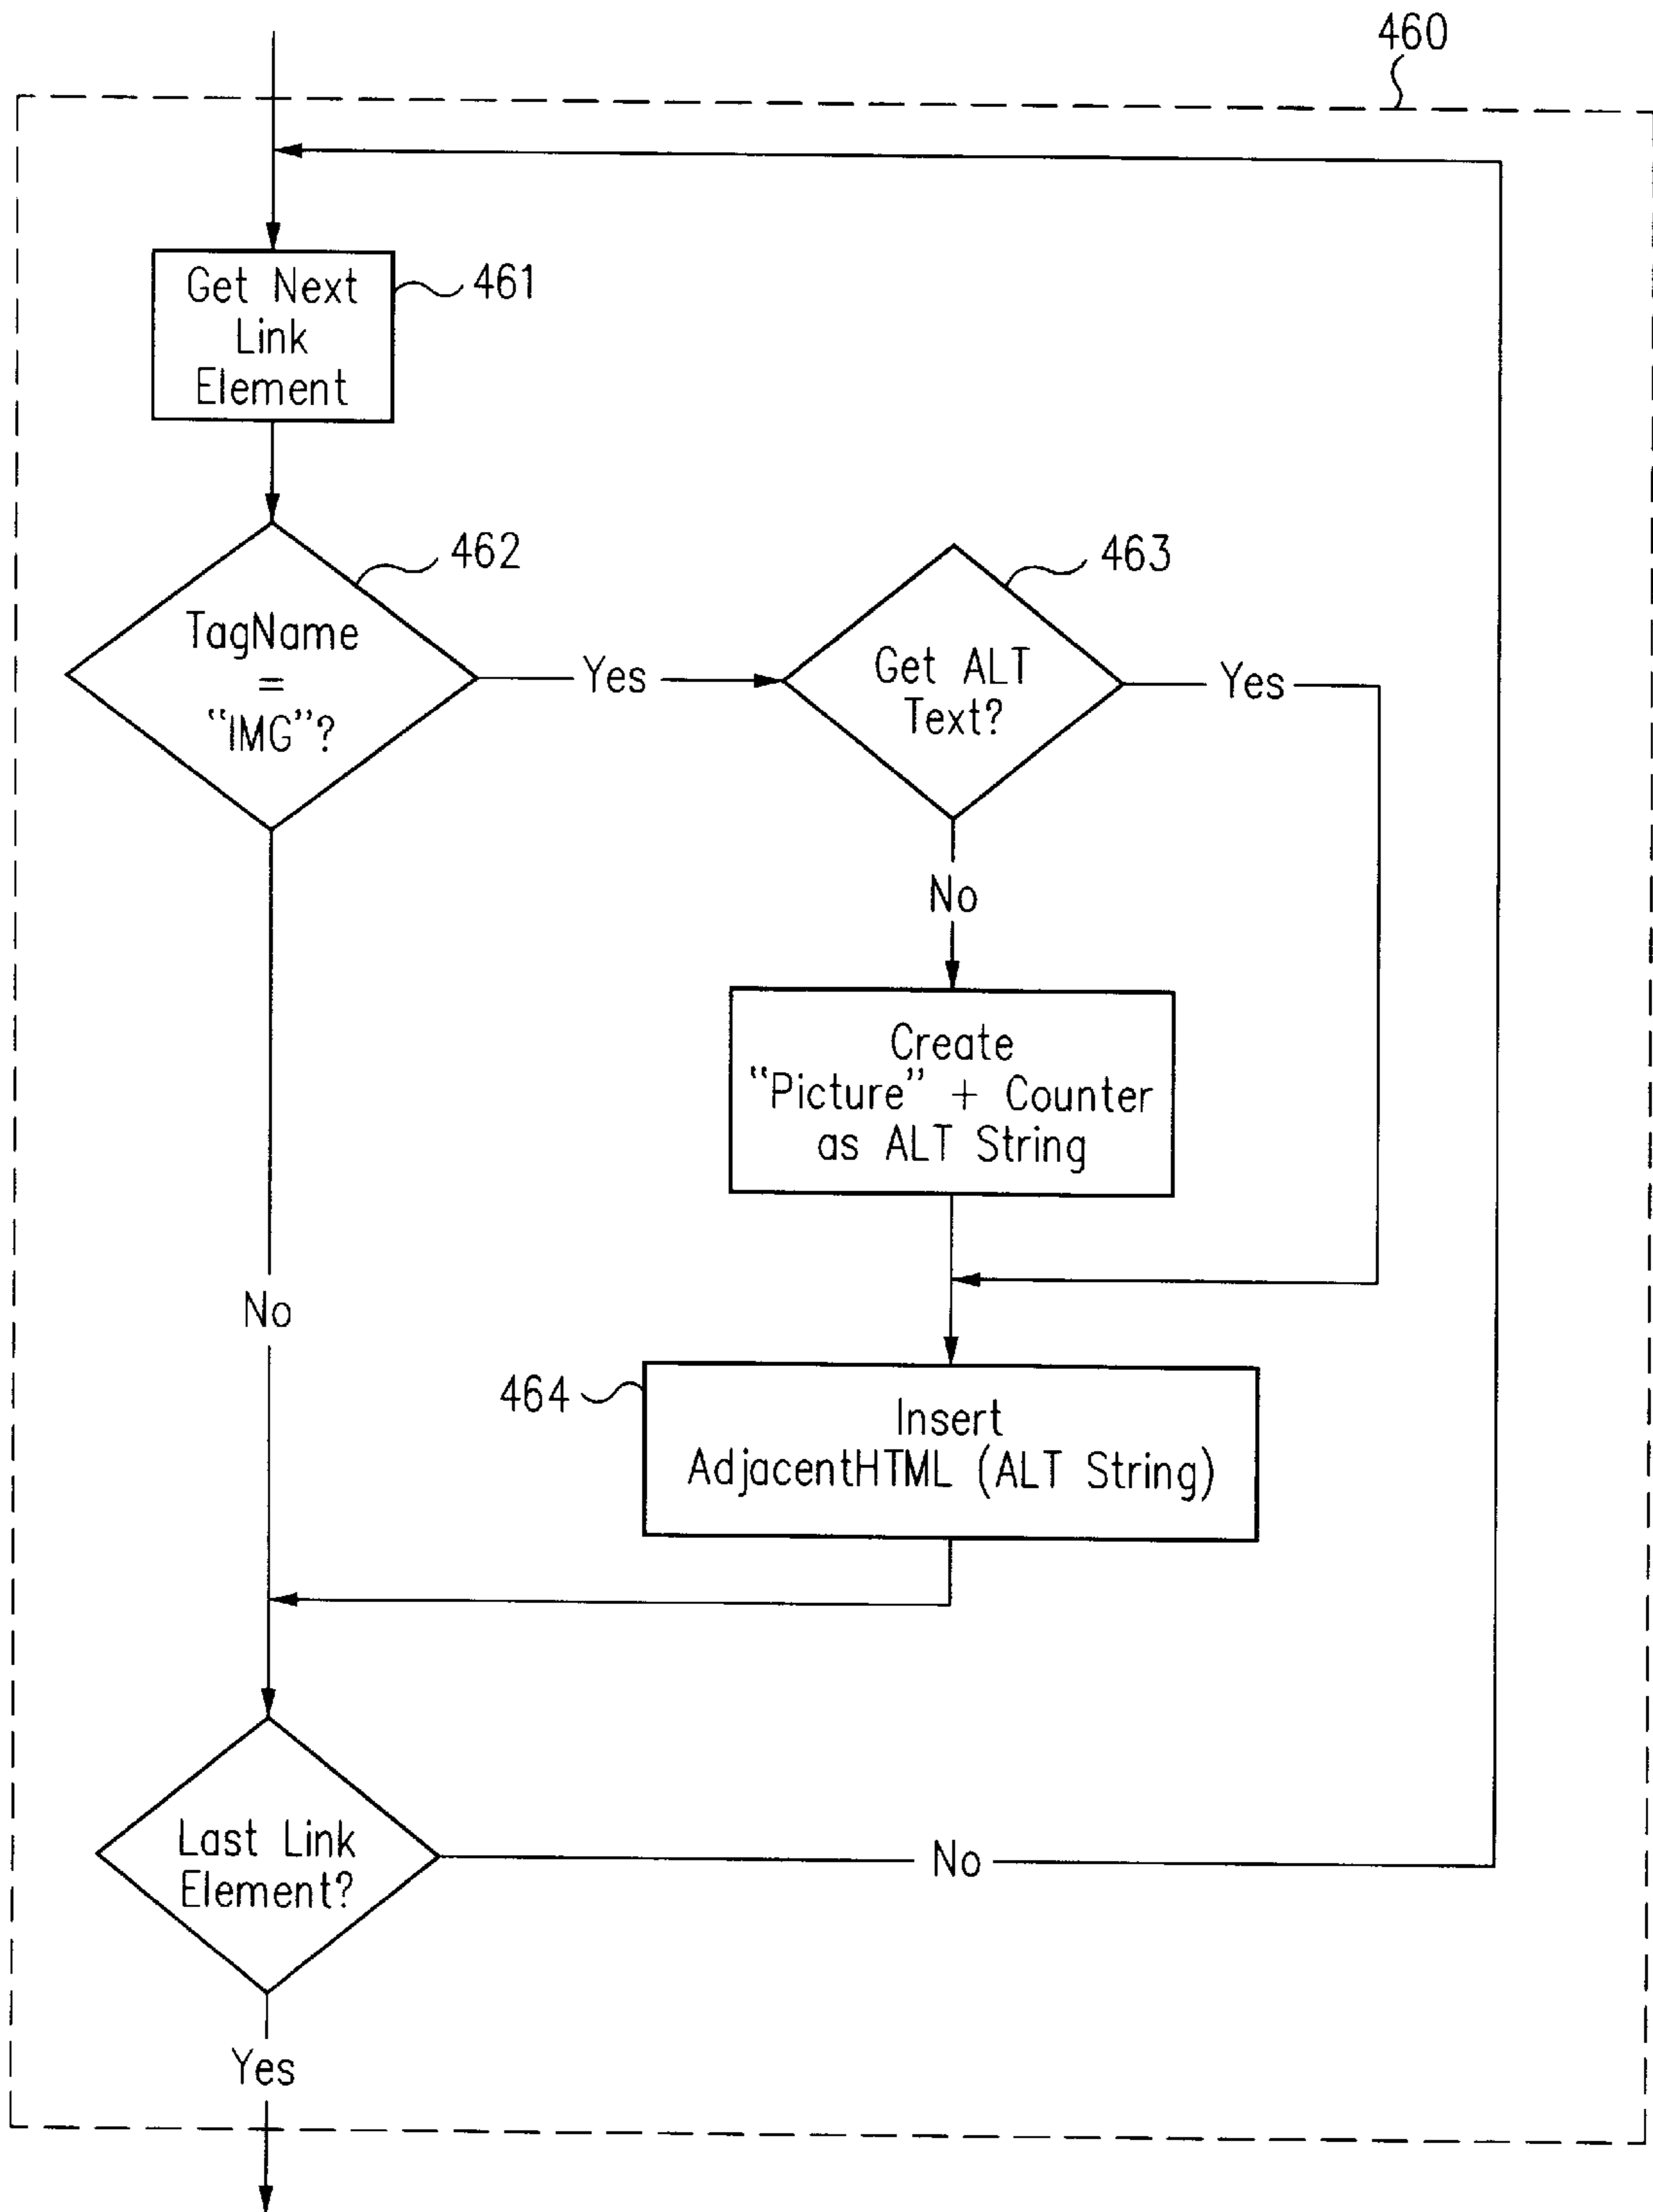 460
Get Next
Link
Element
461
TagName
=
“IMG”?
462
Yes
Get ALT
Text?
463
Yes
No
Create
“Picture” + Counter
as ALT String
No
464
Insert
AdjacentHTML (ALT String)
Last Link
Element?
No
Yes